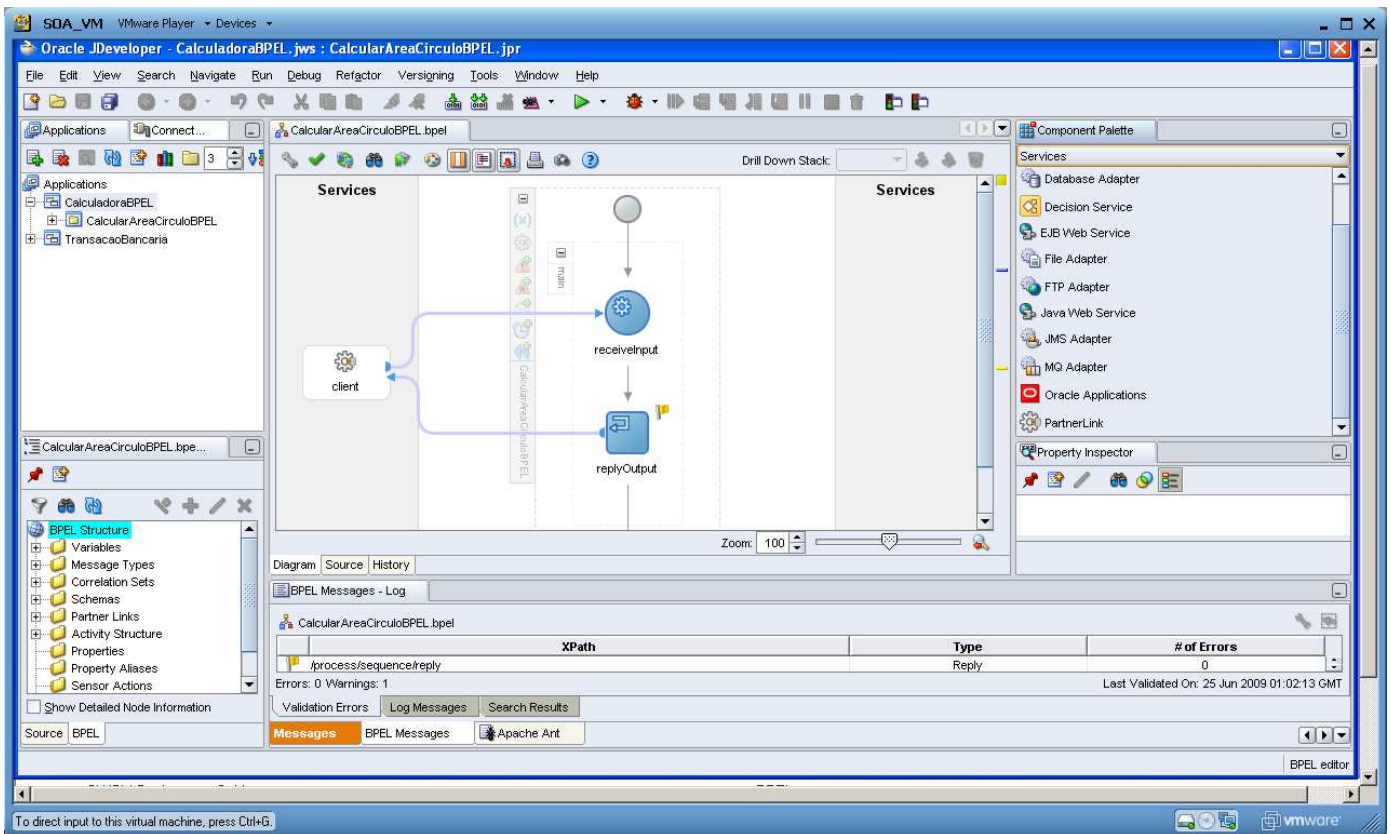 SOA_VM VMware Player Devices
Oracle JDeveloper - CalculadoraBPEL.jws : CalcularAreaCirculoBPEL.jpr
File Edit View Search Navigate Run Debug Refactor Versioning Tools Window Help
Applications Connect...
3
Applications
CalculadoraBPEL
CalcularAreaCirculoBPEL
TransacaoBancaria
CalcularAreaCirculoBPEL.bpel
Drill Down Stack:
Services
Services
main
CalcularAreaCirculoBPEL
client
receiveInput
replyOutput
Zoom: 100
Diagram Source History
Component Palette
Services
Database Adapter
Decision Service
EJB Web Service
File Adapter
FTP Adapter
Java Web Service
JMS Adapter
MQ Adapter
Oracle Applications
PartnerLink
Property Inspector
CalcularAreaCirculoBPEL.bpe...
BPEL Structure
Variables
Message Types
Correlation Sets
Schemas
Partner Links
Activity Structure
Properties
Property Aliases
Sensor Actions
Show Detailed Node Information
Source BPEL
BPEL Messages - Log
CalcularAreaCirculoBPEL.bpel
XPath Type # of Errors
/process/sequence/reply Reply 0
Errors: 0 Warnings: 1 Last Validated On: 25 Jun 2009 01:02:13 GMT
Validation Errors Log Messages Search Results
Messages BPEL Messages Apache Ant
BPEL editor
To direct input to this virtual machine, press Ctrl+G.
vmware